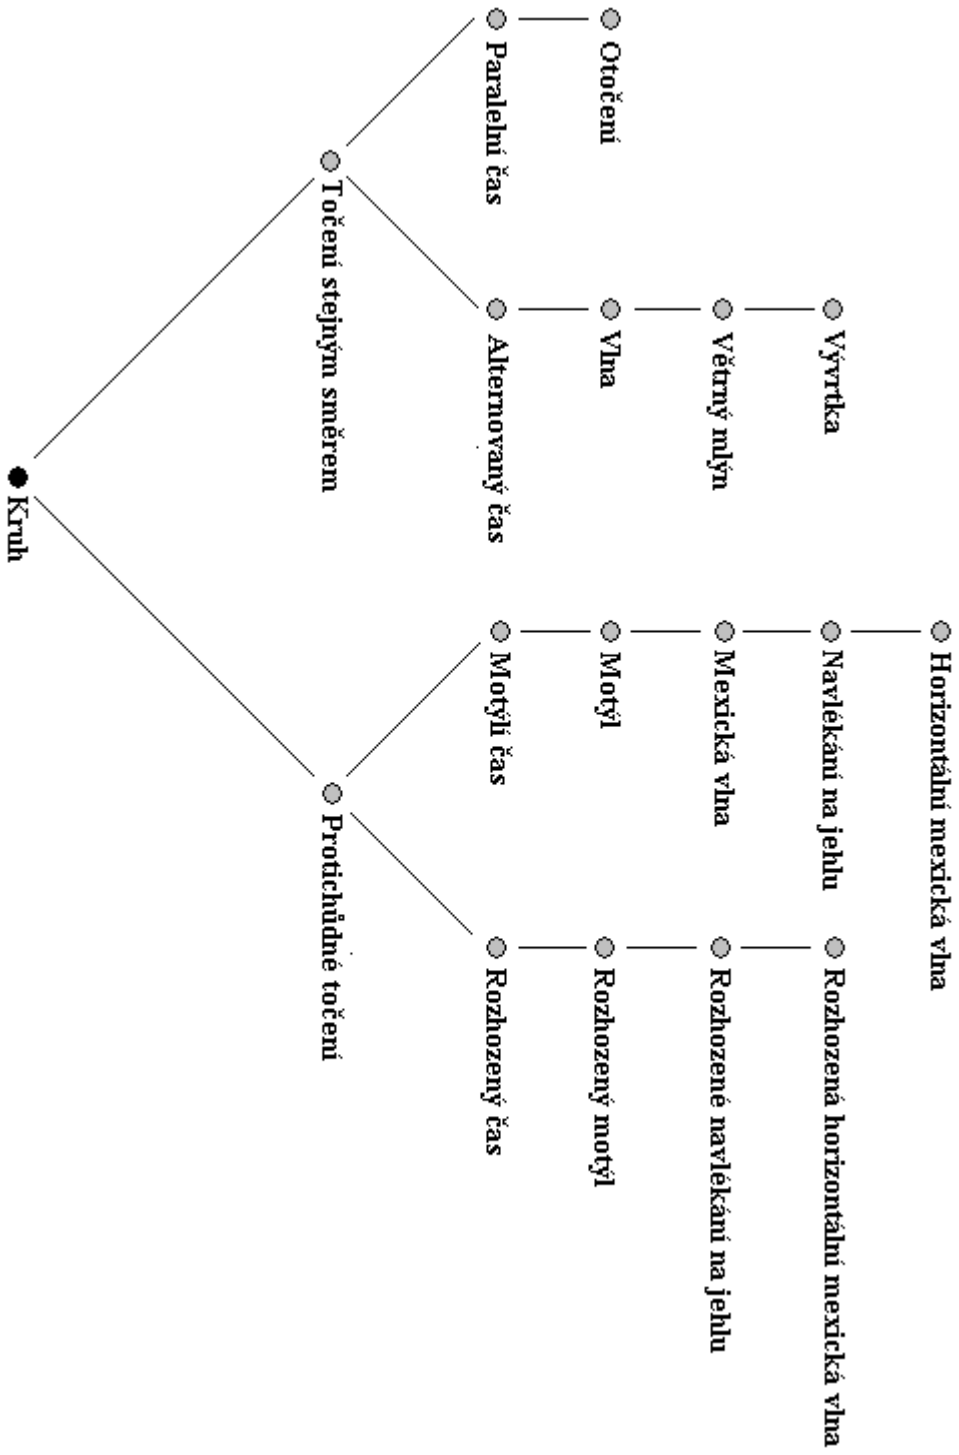 Kruh
Točení stejným směrem
Paralelní čas
Otočení
Alternovaný čas
Vlna
Větrný mlýn
Vývrtka
Protichůdné točení
Motýlí čas
Motýl
Mexická vlna
Navlékání na jehlu
Horizontální mexická vlna
Rozhozený čas
Rozhozený motýl
Rozhozené navlékání na jehlu
Rozhozená horizontální mexická vlna